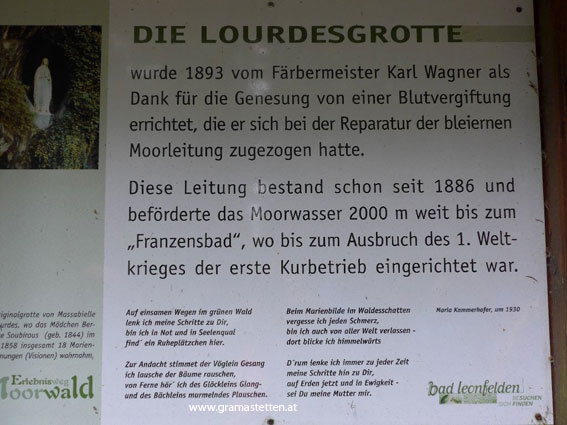 DIE LOURDESGROTTE
wurde 1893 vom Färbermeister Karl Wagner als
Dank für die Genesung von einer Blutvergiftung
errichtet, die er sich bei der Reparatur der bleiernen
Moorleitung zugezogen hatte.
Diese Leitung bestand schon seit 1886 und
beförderte das Moorwasser 2000 m weit bis zum
„Franzensbad“, wo bis zum Ausbruch des 1. Welt-
krieges der erste Kurbetrieb eingerichtet war.
iginalgrotte von Massabielle
urdes, wo das Mädchen Ber-
e Soubirous (geb. 1844) im
1858 insgesamt 18 Marien-
nungen (Visionen) wahrnahm,
Erlebnisweg
Moorwald
Auf einsamen Wegen im grünen Wald
lenk ich meine Schritte zu Dir,
bin ich in Not und in Seelenqual
find´ ein Ruheplätzchen hier.
Zur Andacht stimmet der Vöglein Gesang
ich lausche der Bäume rauschen,
von Ferne hör´ ich des Glöckleins Glang-
und des Bächleins murmelndes Plauschen.
Beim Marienbilde im Waldesschatten
vergesse ich jeden Schmerz,
bin ich auch von aller Welt verlassen -
dort blicke ich himmelwärts
D´rum lenke ich immer zu jeder Zeit
meine Schritte hin zu Dir,
auf Erden jetzt und in Ewigkeit -
sei Du meine Mutter mir.
Maria Kammerhofer, um 1930
bad leonfelden
BESUCHEN
SICH FINDEN
www.gramastetten.at